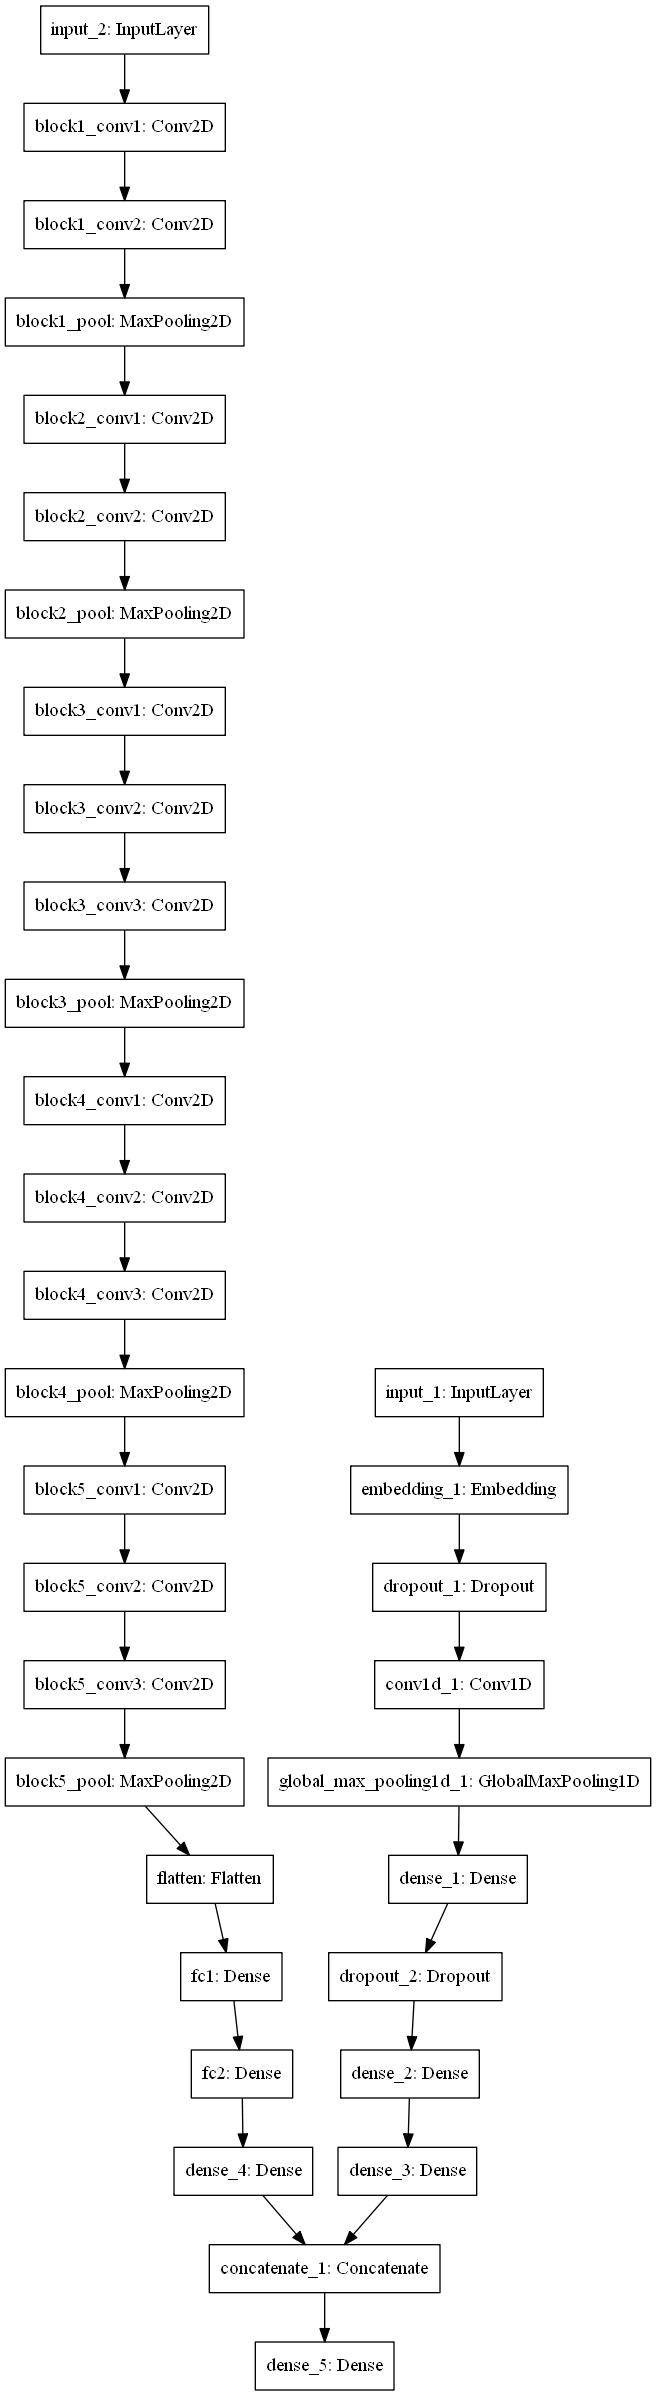 input_2: InputLayer
block1_conv1: Conv2D
block1_conv2: Conv2D
block1_pool: MaxPooling2D
block2_conv1: Conv2D
block2_conv2: Conv2D
block2_pool: MaxPooling2D
block3_conv1: Conv2D
block3_conv2: Conv2D
block3_conv3: Conv2D
block3_pool: MaxPooling2D
block4_conv1: Conv2D
block4_conv2: Conv2D
block4_conv3: Conv2D
block4_pool: MaxPooling2D
block5_conv1: Conv2D
block5_conv2: Conv2D
block5_conv3: Conv2D
block5_pool: MaxPooling2D
flatten: Flatten
fc1: Dense
fc2: Dense
dense_4: Dense
input_1: InputLayer
embedding_1: Embedding
dropout_1: Dropout
conv1d_1: Conv1D
global_max_pooling1d_1: GlobalMaxPooling1D
dense_1: Dense
dropout_2: Dropout
dense_2: Dense
dense_3: Dense
concatenate_1: Concatenate
dense_5: Dense